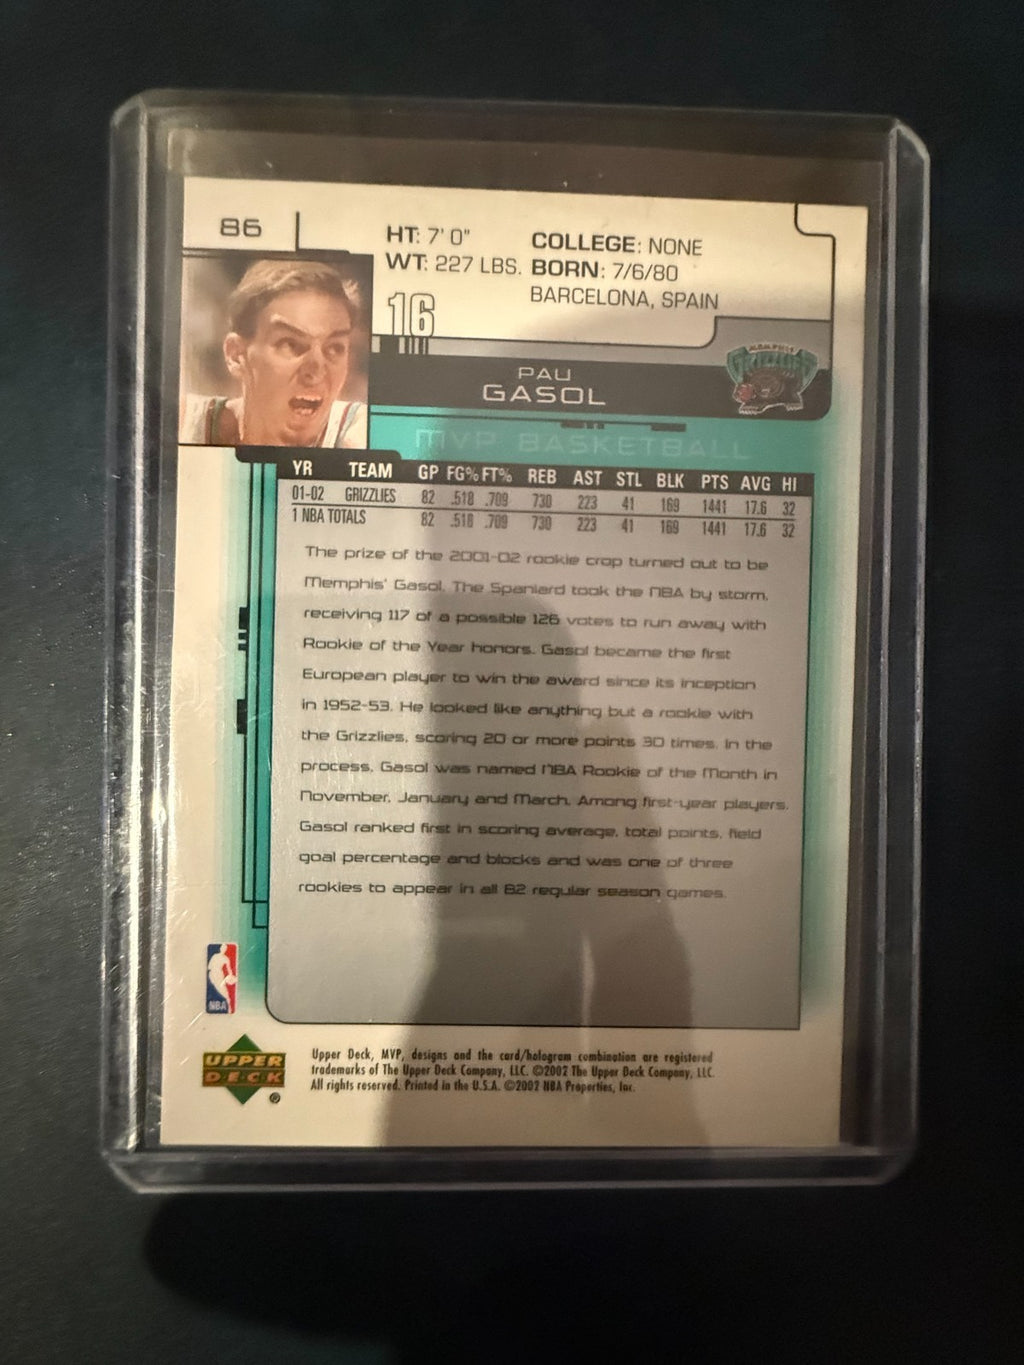 86
HT: 7' 0" COLLEGE: NONE
WT: 227 LBS. BORN: 7/6/80
BARCELONA, SPAIN
16
MEMPHIS
GRIZZLIES
PAU
GASOL
MVP BASKETBALL
YR TEAM GP FG% FT% REB AST STL BLK PTS AVG HI
01-02 GRIZZLIES 82 .518 .709 730 223 41 169 1441 17.6 32
1 NBA TOTALS 82 .518 .709 730 223 41 169 1441 17.6 32
The prize of the 2001-02 rookie crop turned out to be
Memphis' Gasol. The Spaniard took the NBA by storm,
receiving 117 of a possible 126 votes to run away with
Rookie of the Year honors. Gasol became the first
European player to win the award since its inception
in 1952-53. He looked like anything but a rookie with
the Grizzlies, scoring 20 or more points 30 times. In the
process, Gasol was named NBA Rookie of the Month in
November, January and March. Among first-year players,
Gasol ranked first in scoring average, total points, field
goal percentage and blocks and was one of three
rookies to appear in all 82 regular season games.
NBA
UPPER
DECK
®
Upper Deck, MVP, designs and the card/hologram combination are registered
trademarks of The Upper Deck Company, LLC. ©2002 The Upper Deck Company, LLC.
All rights reserved. Printed in the U.S.A. ©2002 NBA Properties, Inc.